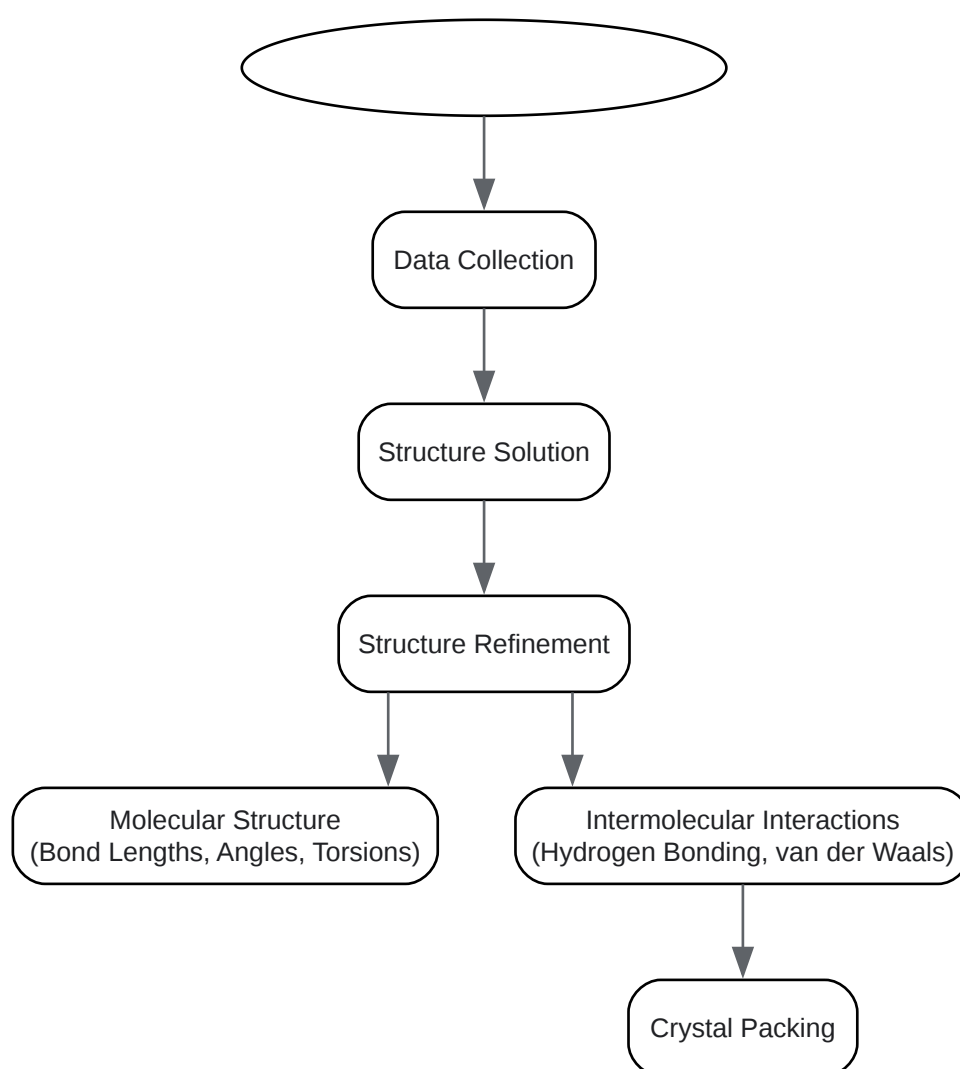 Data Collection
Structure Solution
Structure Refinement
Molecular Structure
(Bond Lengths, Angles, Torsions)
Intermolecular Interactions
(Hydrogen Bonding, van der Waals)
Crystal Packing